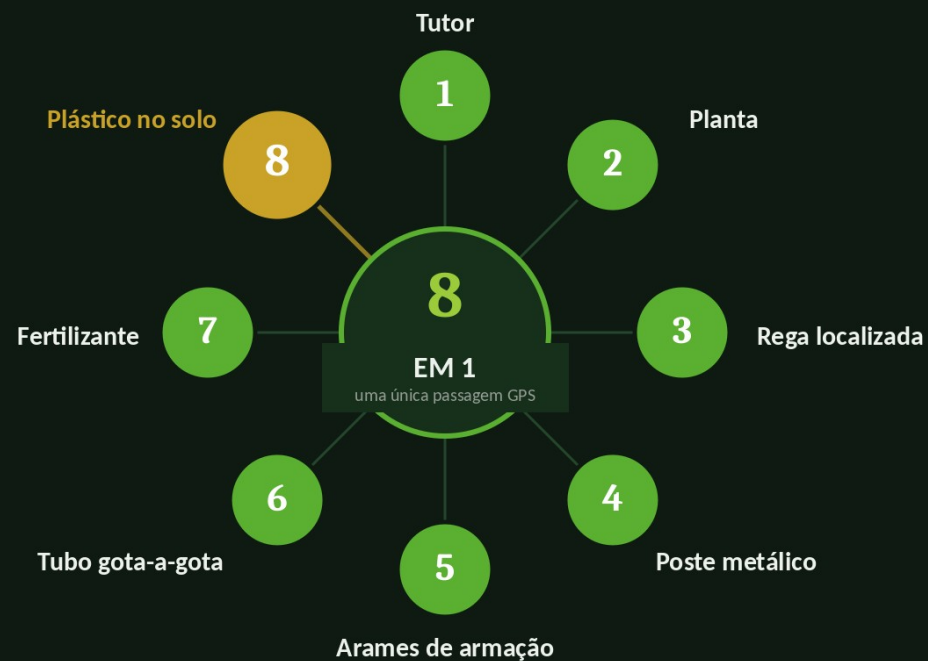 Tutor
1
Planta
2
Rega localizada
3
Poste metálico
4
Arames de armação
5
Tubo gota-a-gota
6
Fertilizante
7
Plástico no solo
8
8
EM 1
uma única passagem GPS